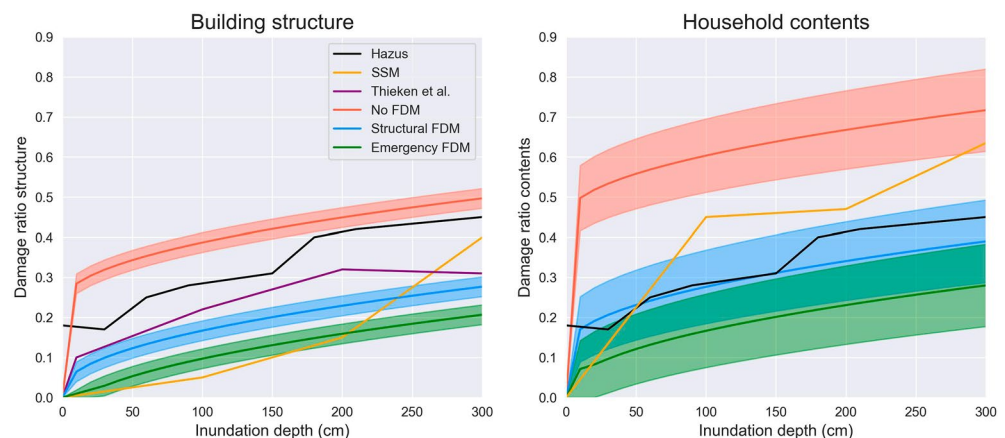 Building structure
Damage ratio structure
0.9
0.8
0.7
0.6
0.5
0.4
0.3
0.2
0.1
0.0
Hazus
SSM
Thieken et al.
No FDM
Structural FDM
Emergency FDM
0 50 100 150 200 250 300
Inundation depth (cm)
Household contents
Damage ratio contents
0.9
0.8
0.7
0.6
0.5
0.4
0.3
0.2
0.1
0.0
0 50 100 150 200 250 300
Inundation depth (cm)